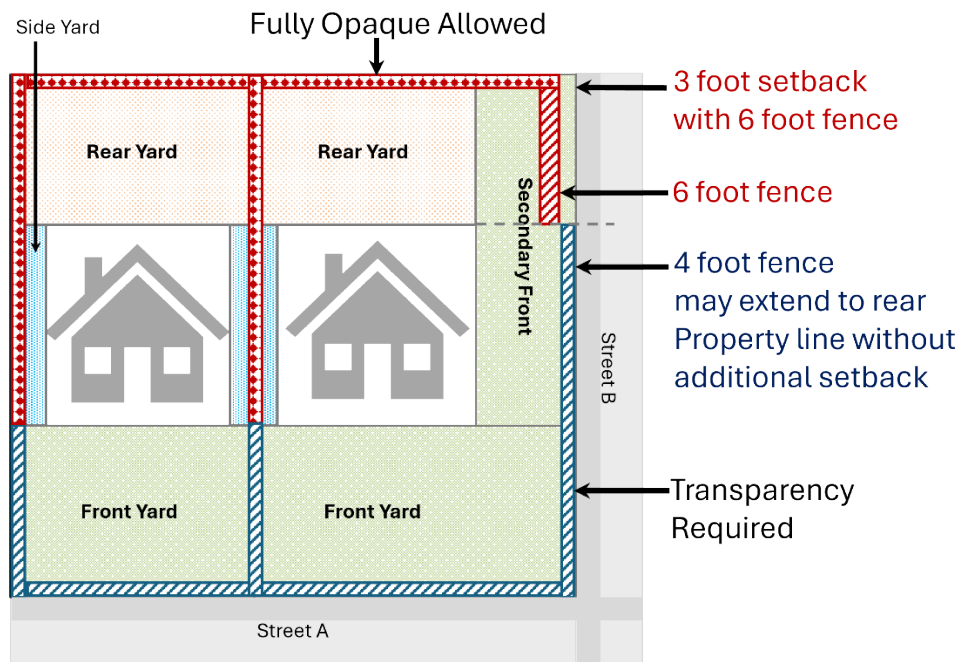 Side Yard
Fully Opaque Allowed
3 foot setback
with 6 foot fence
Rear Yard
Rear Yard
6 foot fence
Secondary Front
4 foot fence
may extend to rear
Property line without
additional setback
Street B
Front Yard
Front Yard
Transparency
Required
Street A